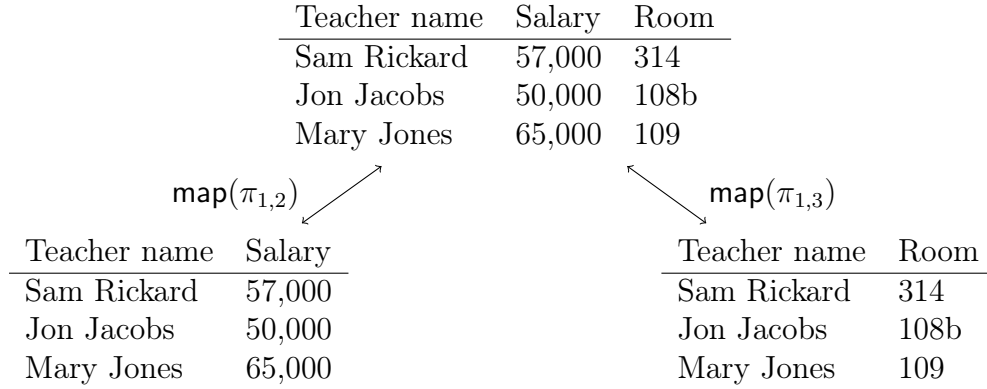 Teacher name Salary Room
Sam Rickard 57,000 314
Jon Jacobs 50,000 108b
Mary Jones 65,000 109
map(π1,2) map(π1,3)
Teacher name Salary
Sam Rickard 57,000
Jon Jacobs 50,000
Mary Jones 65,000
Teacher name Room
Sam Rickard 314
Jon Jacobs 108b
Mary Jones 109